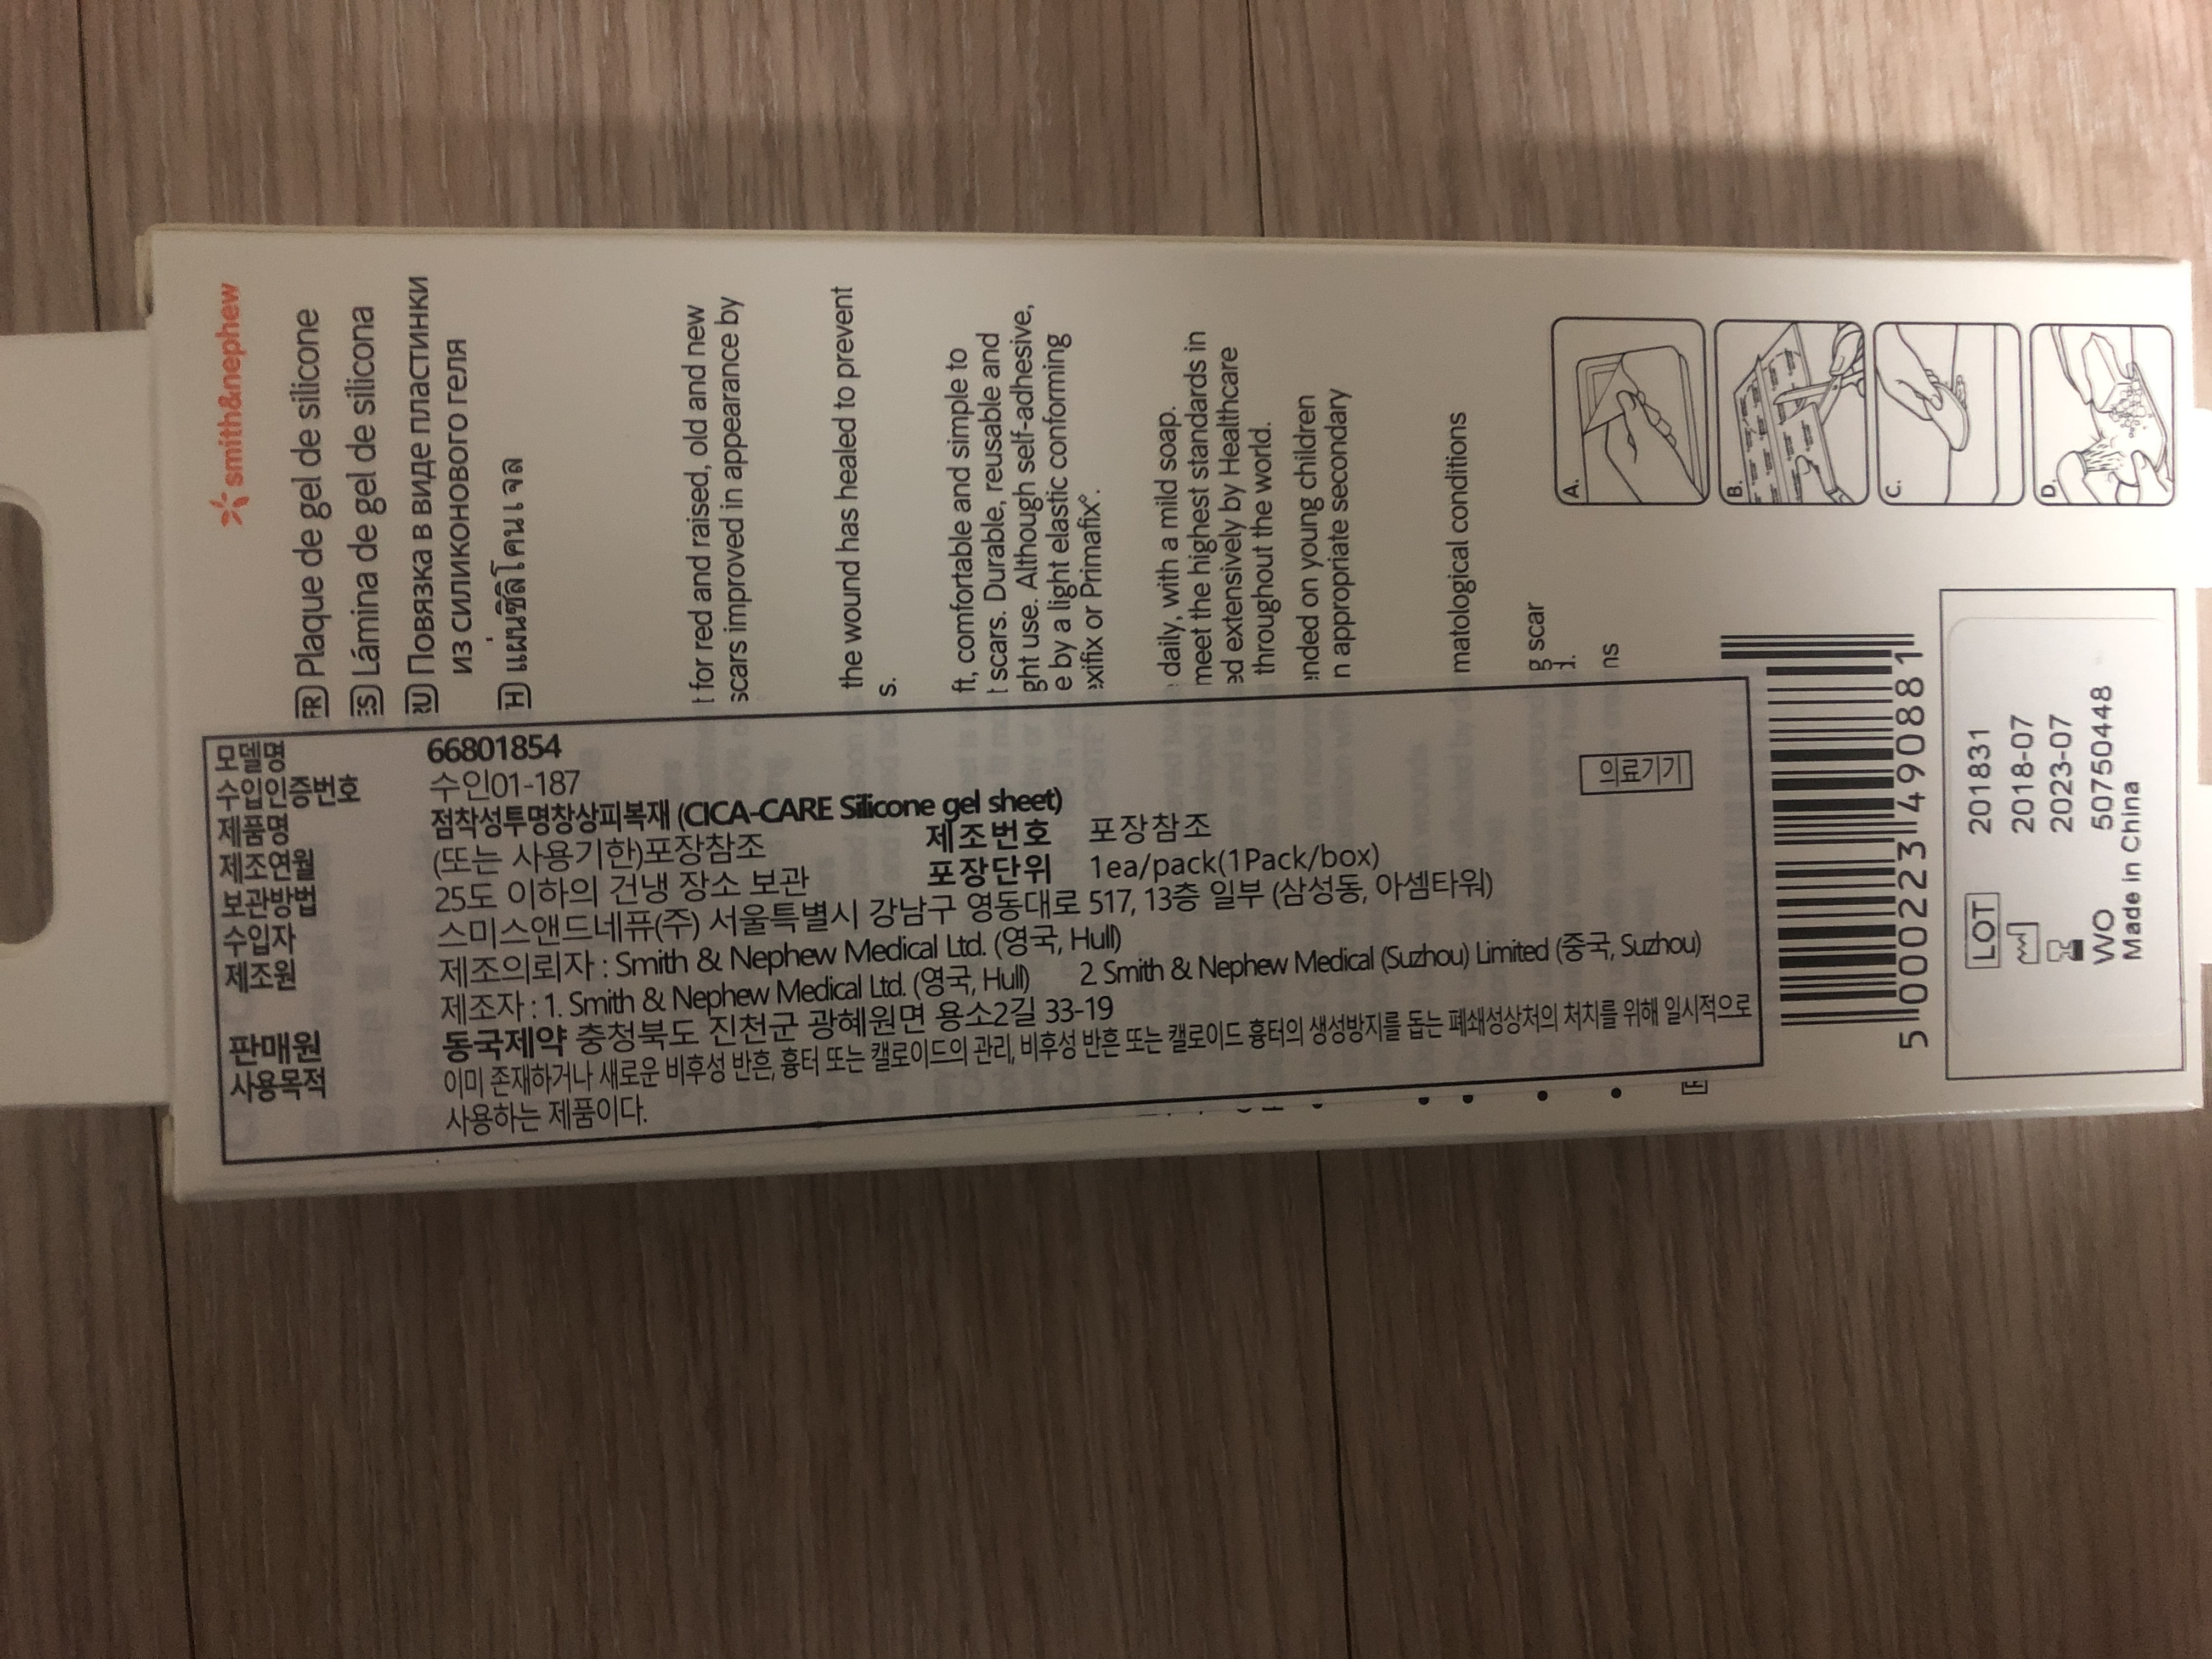 smith&nephew
FR Plaque de gel de silicone
ES Lámina de gel de silicona
RU Повязка в виде пластинки
из силиконового геля
TH แผ่นซิลิโคนเจล
for red and raised, old and new
scars improved in appearance by
the wound has healed to prevent
s.
ft, comfortable and simple to
scars. Durable, reusable and
ght use. Although self-adhesive,
e by a light elastic conforming
xifix or Primafix°.
daily, with a mild soap.
meet the highest standards in
ed extensively by Healthcare
throughout the world.
nded on young children
n appropriate secondary
matological conditions
g scar
ns
모델명 66801854
수입인증번호 수인01-187
제품명 점착성투명창상피복재 (CICA-CARE Silicone gel sheet)
제조연월 (또는 사용기한)포장참조 제조번호 포장참조
보관방법 25도 이하의 건냉 장소 보관 포장단위 1ea/pack(1Pack/box)
수입자 스미스앤드네퓨(주) 서울특별시 강남구 영동대로 517, 13층 일부 (삼성동, 아셈타워)
제조원 제조의뢰자 : Smith & Nephew Medical Ltd. (영국, Hull)
제조자 : 1. Smith & Nephew Medical Ltd. (영국, Hull) 2 Smith & Nephew Medical (Suzhou) Limited (중국, Suzhou)
판매원 동국제약 충청북도 진천군 광혜원면 용소2길 33-19
사용목적 이미 존재하거나 새로운 비후성 반흔, 흉터 또는 캘로이드의 관리, 비후성 반흔 또는 캘로이드 흉터의 생성방지를 돕는 폐쇄성상처의 처치를 위해 일시적으로
사용하는 제품이다.
의료기기
A.
B.
C.
D.
5 000223 490881
LOT 201831
2018-07
2023-07
WO 50750448
Made in China